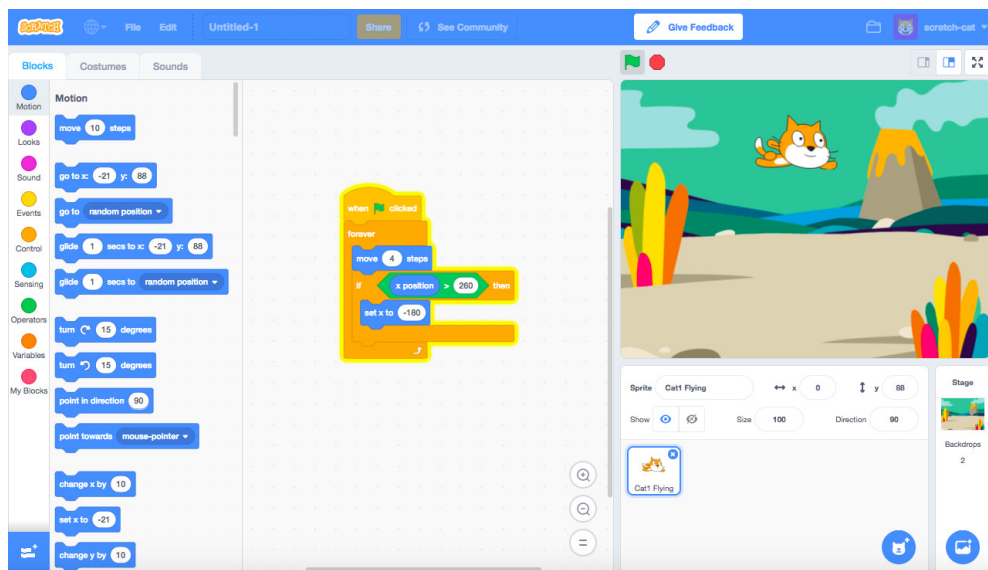 SCRATCH File Edit Untitled-1 Share See Community Give Feedback scratch-cat
Blocks Costumes Sounds
Motion
Looks
Sound
Events
Control
Sensing
Operators
Variables
My Blocks
Motion
move 10 steps
go to x: -21 y: 88
go to random position
glide 1 secs to x: -21 y: 88
glide 1 secs to random position
turn 15 degrees
turn 15 degrees
point in direction 90
point towards mouse-pointer
change x by 10
set x to -21
change y by 10
when clicked
forever
move 4 steps
if x position > 260 then
set x to -180
Sprite Cat1 Flying x 0 y 88
Show Size 100 Direction 90
Cat1 Flying
Stage
Backdrops
2